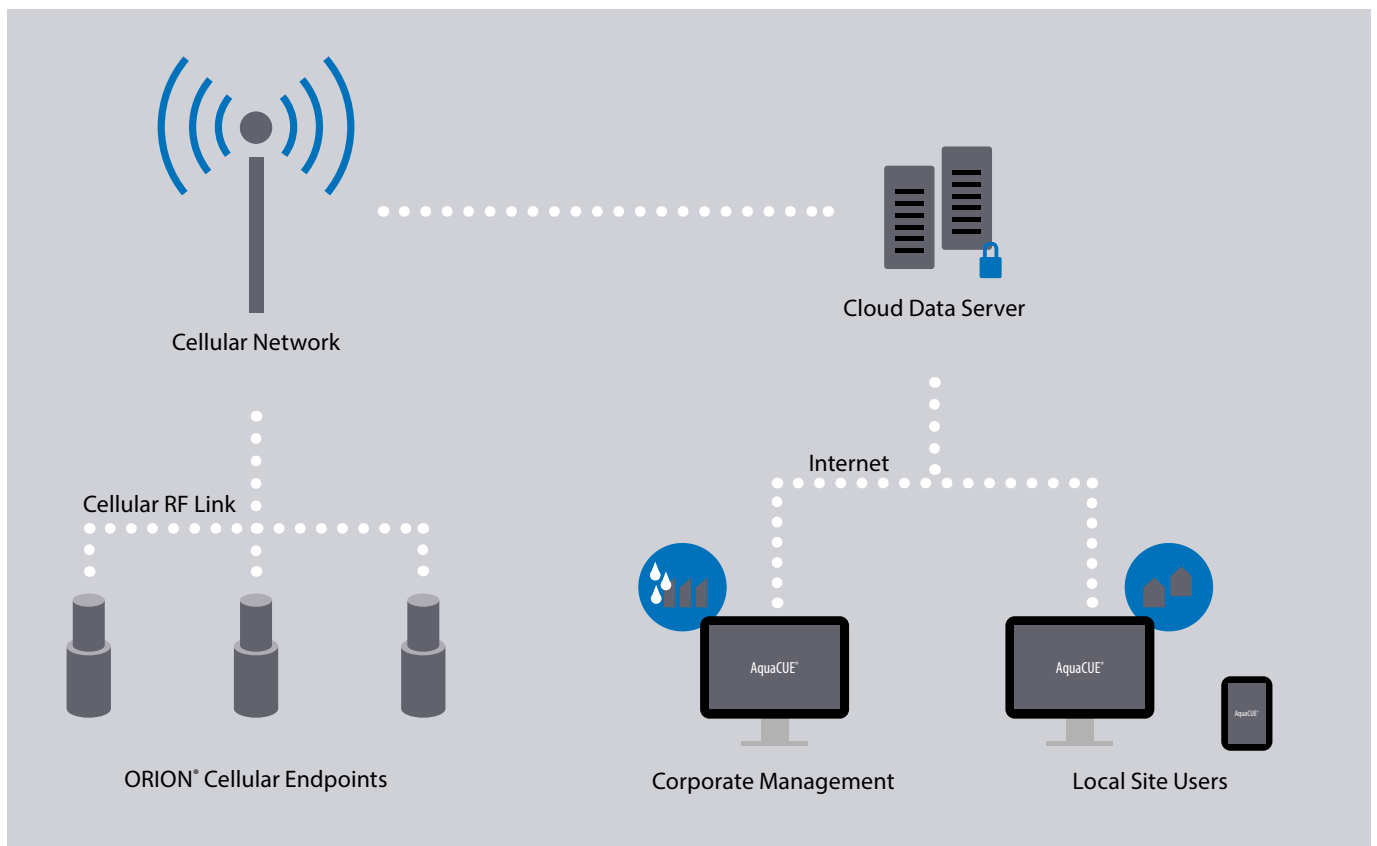 Cellular Network
Cloud Data Server
Internet
Cellular RF Link
AquaCUE®
AquaCUE®
AquaCUE®
ORION® Cellular Endpoints
Corporate Management
Local Site Users